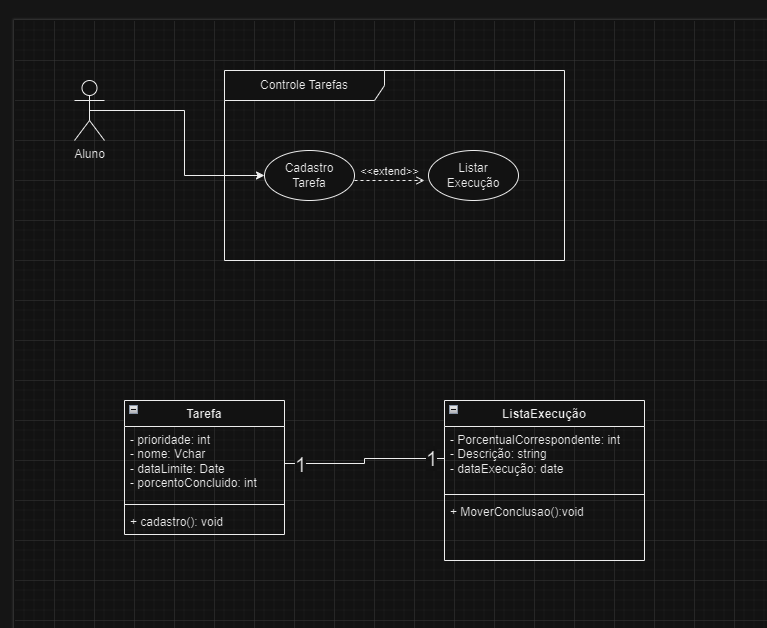 Controle Tarefas
Aluno
Cadastro
Tarefa
<<extend>>
Listar
Execução
Tarefa
- prioridade: int
- nome: Vchar
- dataLimite: Date
- porcentoConcluido: int
+ cadastro(): void
1
1
ListaExecução
- PorcentualCorrespondente: int
- Descrição: string
- dataExecução: date
+ MoverConclusao():void